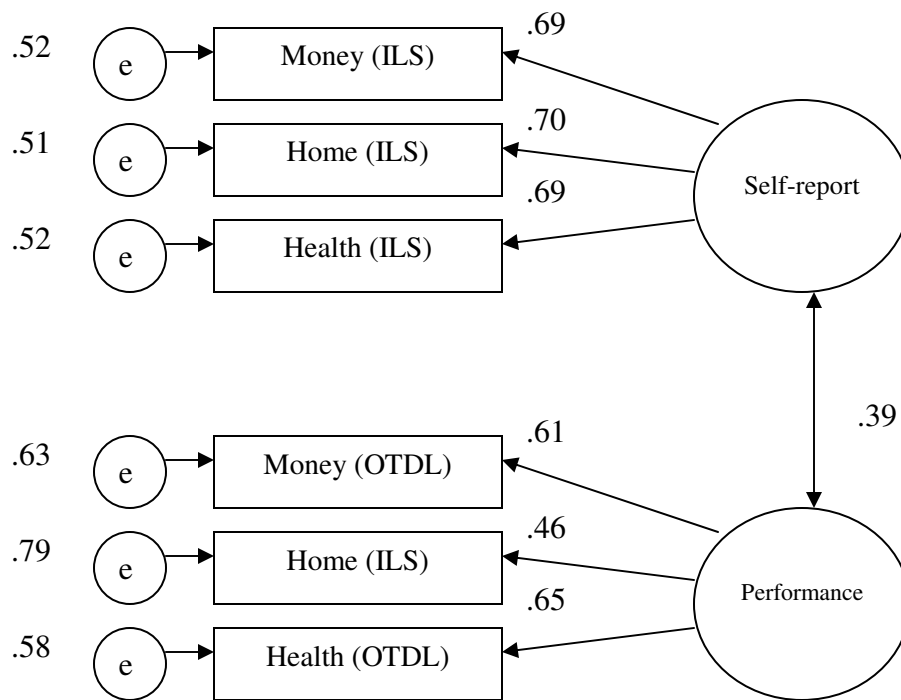 .52
e
Money (ILS)
.69
.51
e
Home (ILS)
.70
Self-report
.52
e
Health (ILS)
.69
.39
.63
e
Money (OTDL)
.61
.79
e
Home (ILS)
.46
Performance
.58
e
Health (OTDL)
.65